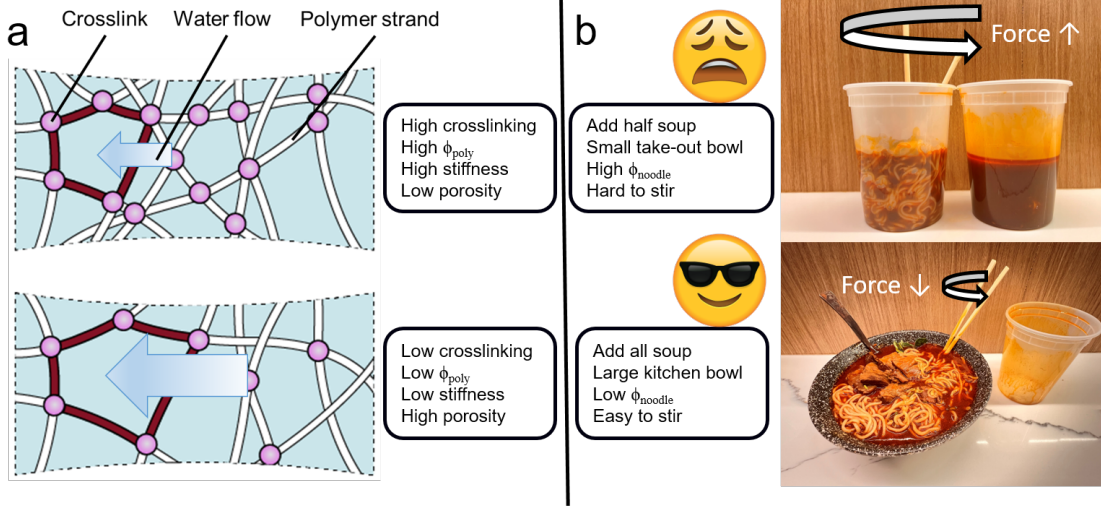 a
Crosslink
Water flow
Polymer strand
High crosslinking
High ϕpoly
High stiffness
Low porosity
Low crosslinking
Low ϕpoly
Low stiffness
High porosity
b
Add half soup
Small take-out bowl
High ϕnoodle
Hard to stir
Force ↑
Add all soup
Large kitchen bowl
Low ϕnoodle
Easy to stir
Force ↓